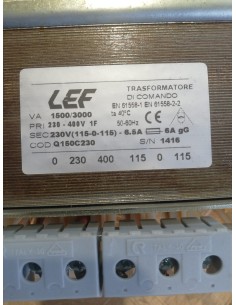 LEF
TRASFORMATORE
DI COMANDO
EN 61558-1 EN 61558-2-2
VA 1500/3000 ta 40°C
PRI 220 - 460V 1F 50-60Hz
SEC 230V(115-0-115) - 6.5A 6A gG
COD Q150C230 S/N 1416
0 230 400 115 0 115